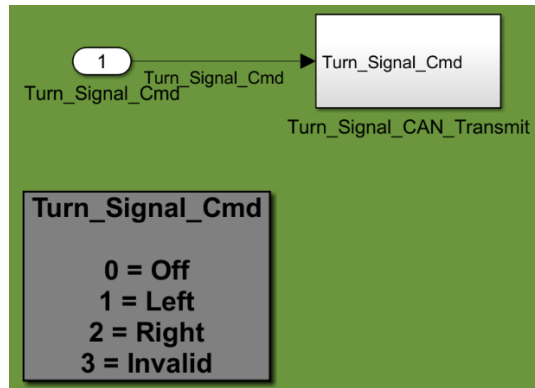 1
Turn_Signal_Cmd
Turn_Signal_Cmd
Turn_Signal_Cmd
Turn_Signal_CAN_Transmit
Turn_Signal_Cmd
0 = Off
1 = Left
2 = Right
3 = Invalid